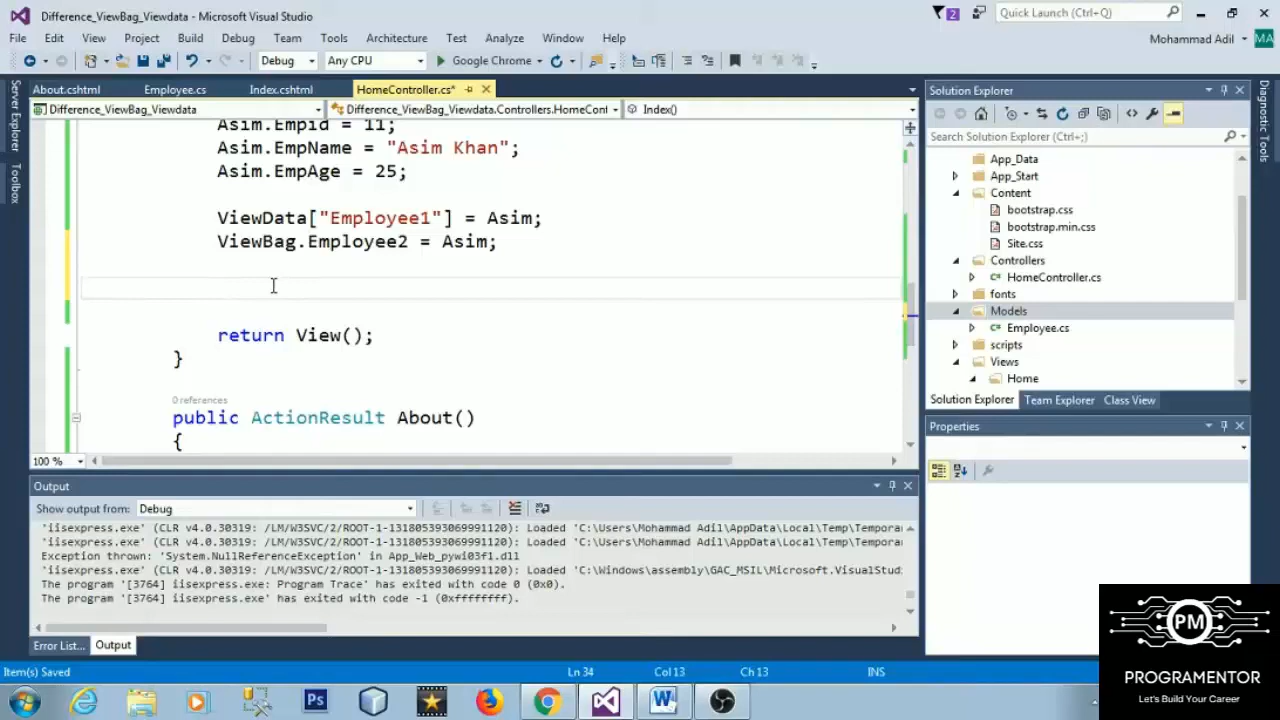 Difference_ViewBag_Viewdata - Microsoft Visual Studio
2
Quick Launch (Ctrl+Q)
File Edit View Project Build Debug Team Tools Architecture Test Analyze Window Help
Mohammad Adil
MA
Debug Any CPU Google Chrome
Server Explorer
Toolbox
About.cshtml Employee.cs Index.cshtml HomeController.cs*
Difference_ViewBag_Viewdata Difference_ViewBag_Viewdata.Controllers.HomeConl Index()
Asim.Empid = 11;
Asim.EmpName = "Asim Khan";
Asim.EmpAge = 25;
ViewData["Employee1"] = Asim;
ViewBag.Employee2 = Asim;
return View();
}
0 references
public ActionResult About()
{
100 %
Solution Explorer
Search Solution Explorer (Ctrl+;)
App_Data
App_Start
Content
bootstrap.css
bootstrap.min.css
Site.css
Controllers
HomeController.cs
fonts
Models
Employee.cs
scripts
Views
Home
Solution Explorer Team Explorer Class View
Properties
Diagnostic Tools
Output
Show output from: Debug
'iisexpress.exe' (CLR v4.0.30319: /LM/W3SVC/2/ROOT-1-131805393069991120): Loaded 'C:\Users\Mohammad Adil\AppData\Local\Temp\Tempora
'iisexpress.exe' (CLR v4.0.30319: /LM/W3SVC/2/ROOT-1-131805393069991120): Loaded 'C:\Users\Mohammad Adil\AppData\Local\Temp\Tempora
Exception thrown: 'System.NullReferenceException' in App_Web_pywi03f1.dll
'iisexpress.exe' (CLR v4.0.30319: /LM/W3SVC/2/ROOT-1-131805393069991120): Loaded 'C:\Windows\assembly\GAC_MSIL\Microsoft.VisualStud
The program '[3764] iisexpress.exe: Program Trace' has exited with code 0 (0x0).
The program '[3764] iisexpress.exe' has exited with code -1 (0xffffffff).
Error List... Output
Item(s) Saved Ln 34 Col 13 Ch 13 INS
Ps
PM
PROGRAMENTOR
Let's Build Your Career